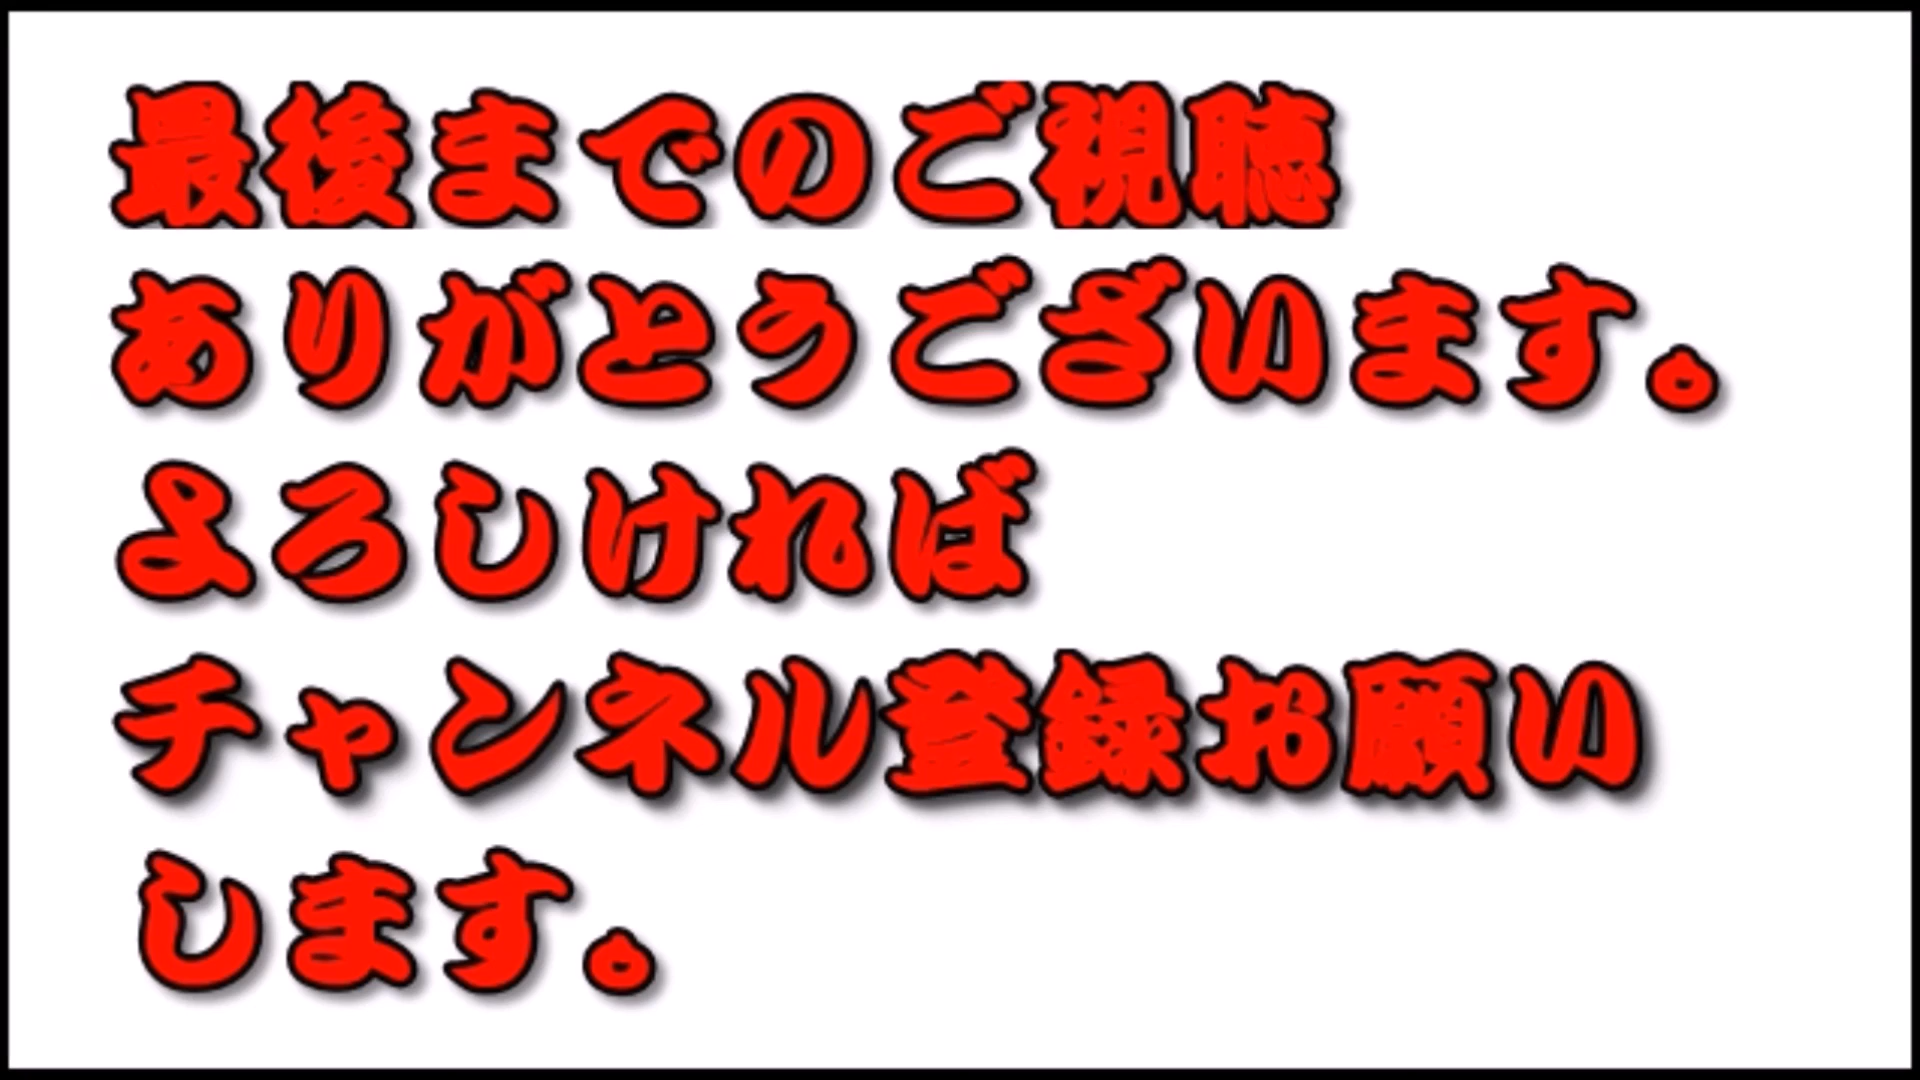 最後までのご視聴
ありがとうございます。
よろしければ
チャンネル登録お願い
します。